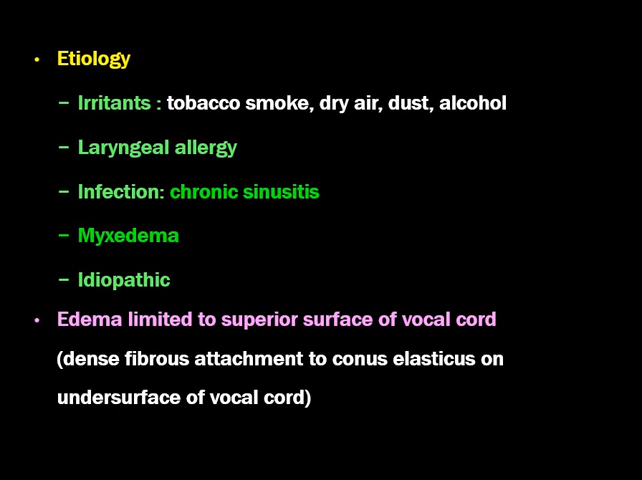 • Etiology
– Irritants : tobacco smoke, dry air, dust, alcohol
– Laryngeal allergy
– Infection: chronic sinusitis
– Myxedema
– Idiopathic
• Edema limited to superior surface of vocal cord
(dense fibrous attachment to conus elasticus on
undersurface of vocal cord)